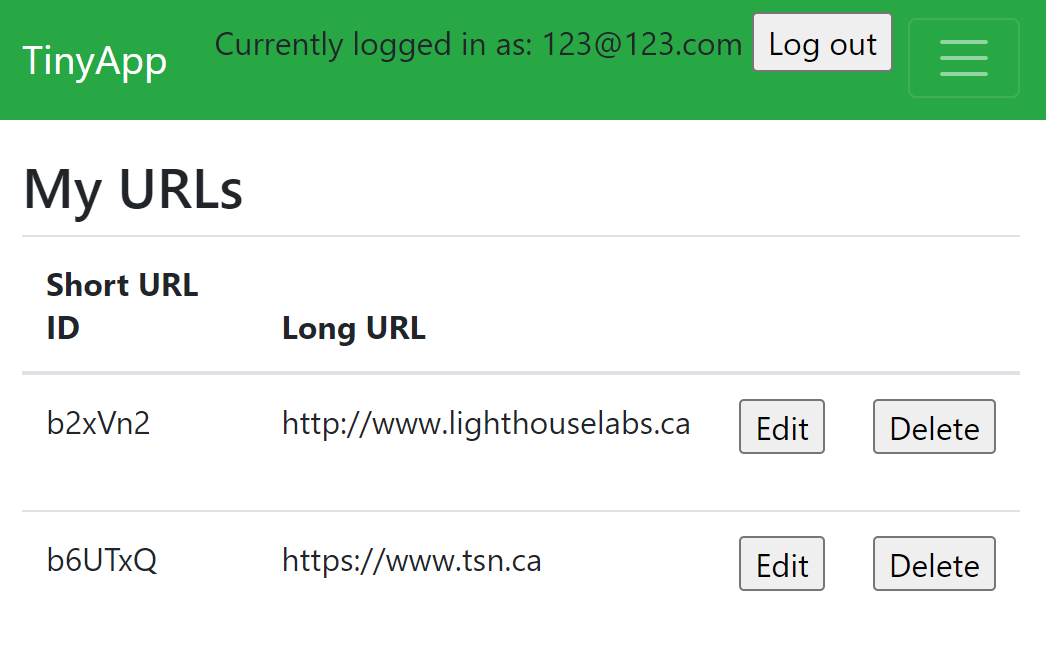 TinyApp Currently logged in as: 123@123.com Log out
My URLs
Short URL
ID Long URL
b2xVn2 http://www.lighthouselabs.ca Edit Delete
b6UTxQ https://www.tsn.ca Edit Delete